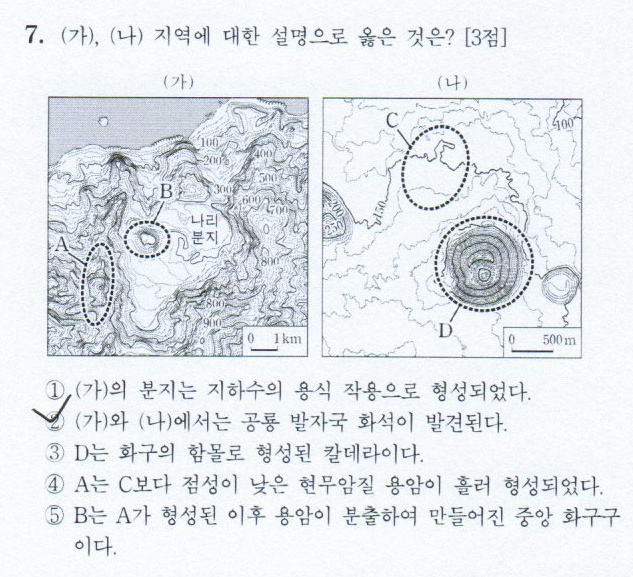 7. (가), (나) 지역에 대한 설명으로 옳은 것은? [3점]
(가)
(나)
100
200
300
400
500
600
700
800
800
900
나리
분지
A
B
0 1km
C
D
100
150
200
250
0 500m
① (가)의 분지는 지하수의 용식 작용으로 형성되었다.
② (가)와 (나)에서는 공룡 발자국 화석이 발견된다.
③ D는 화구의 함몰로 형성된 칼데라이다.
④ A는 C보다 점성이 낮은 현무암질 용암이 흘러 형성되었다.
⑤ B는 A가 형성된 이후 용암이 분출하여 만들어진 중앙 화구구
이다.